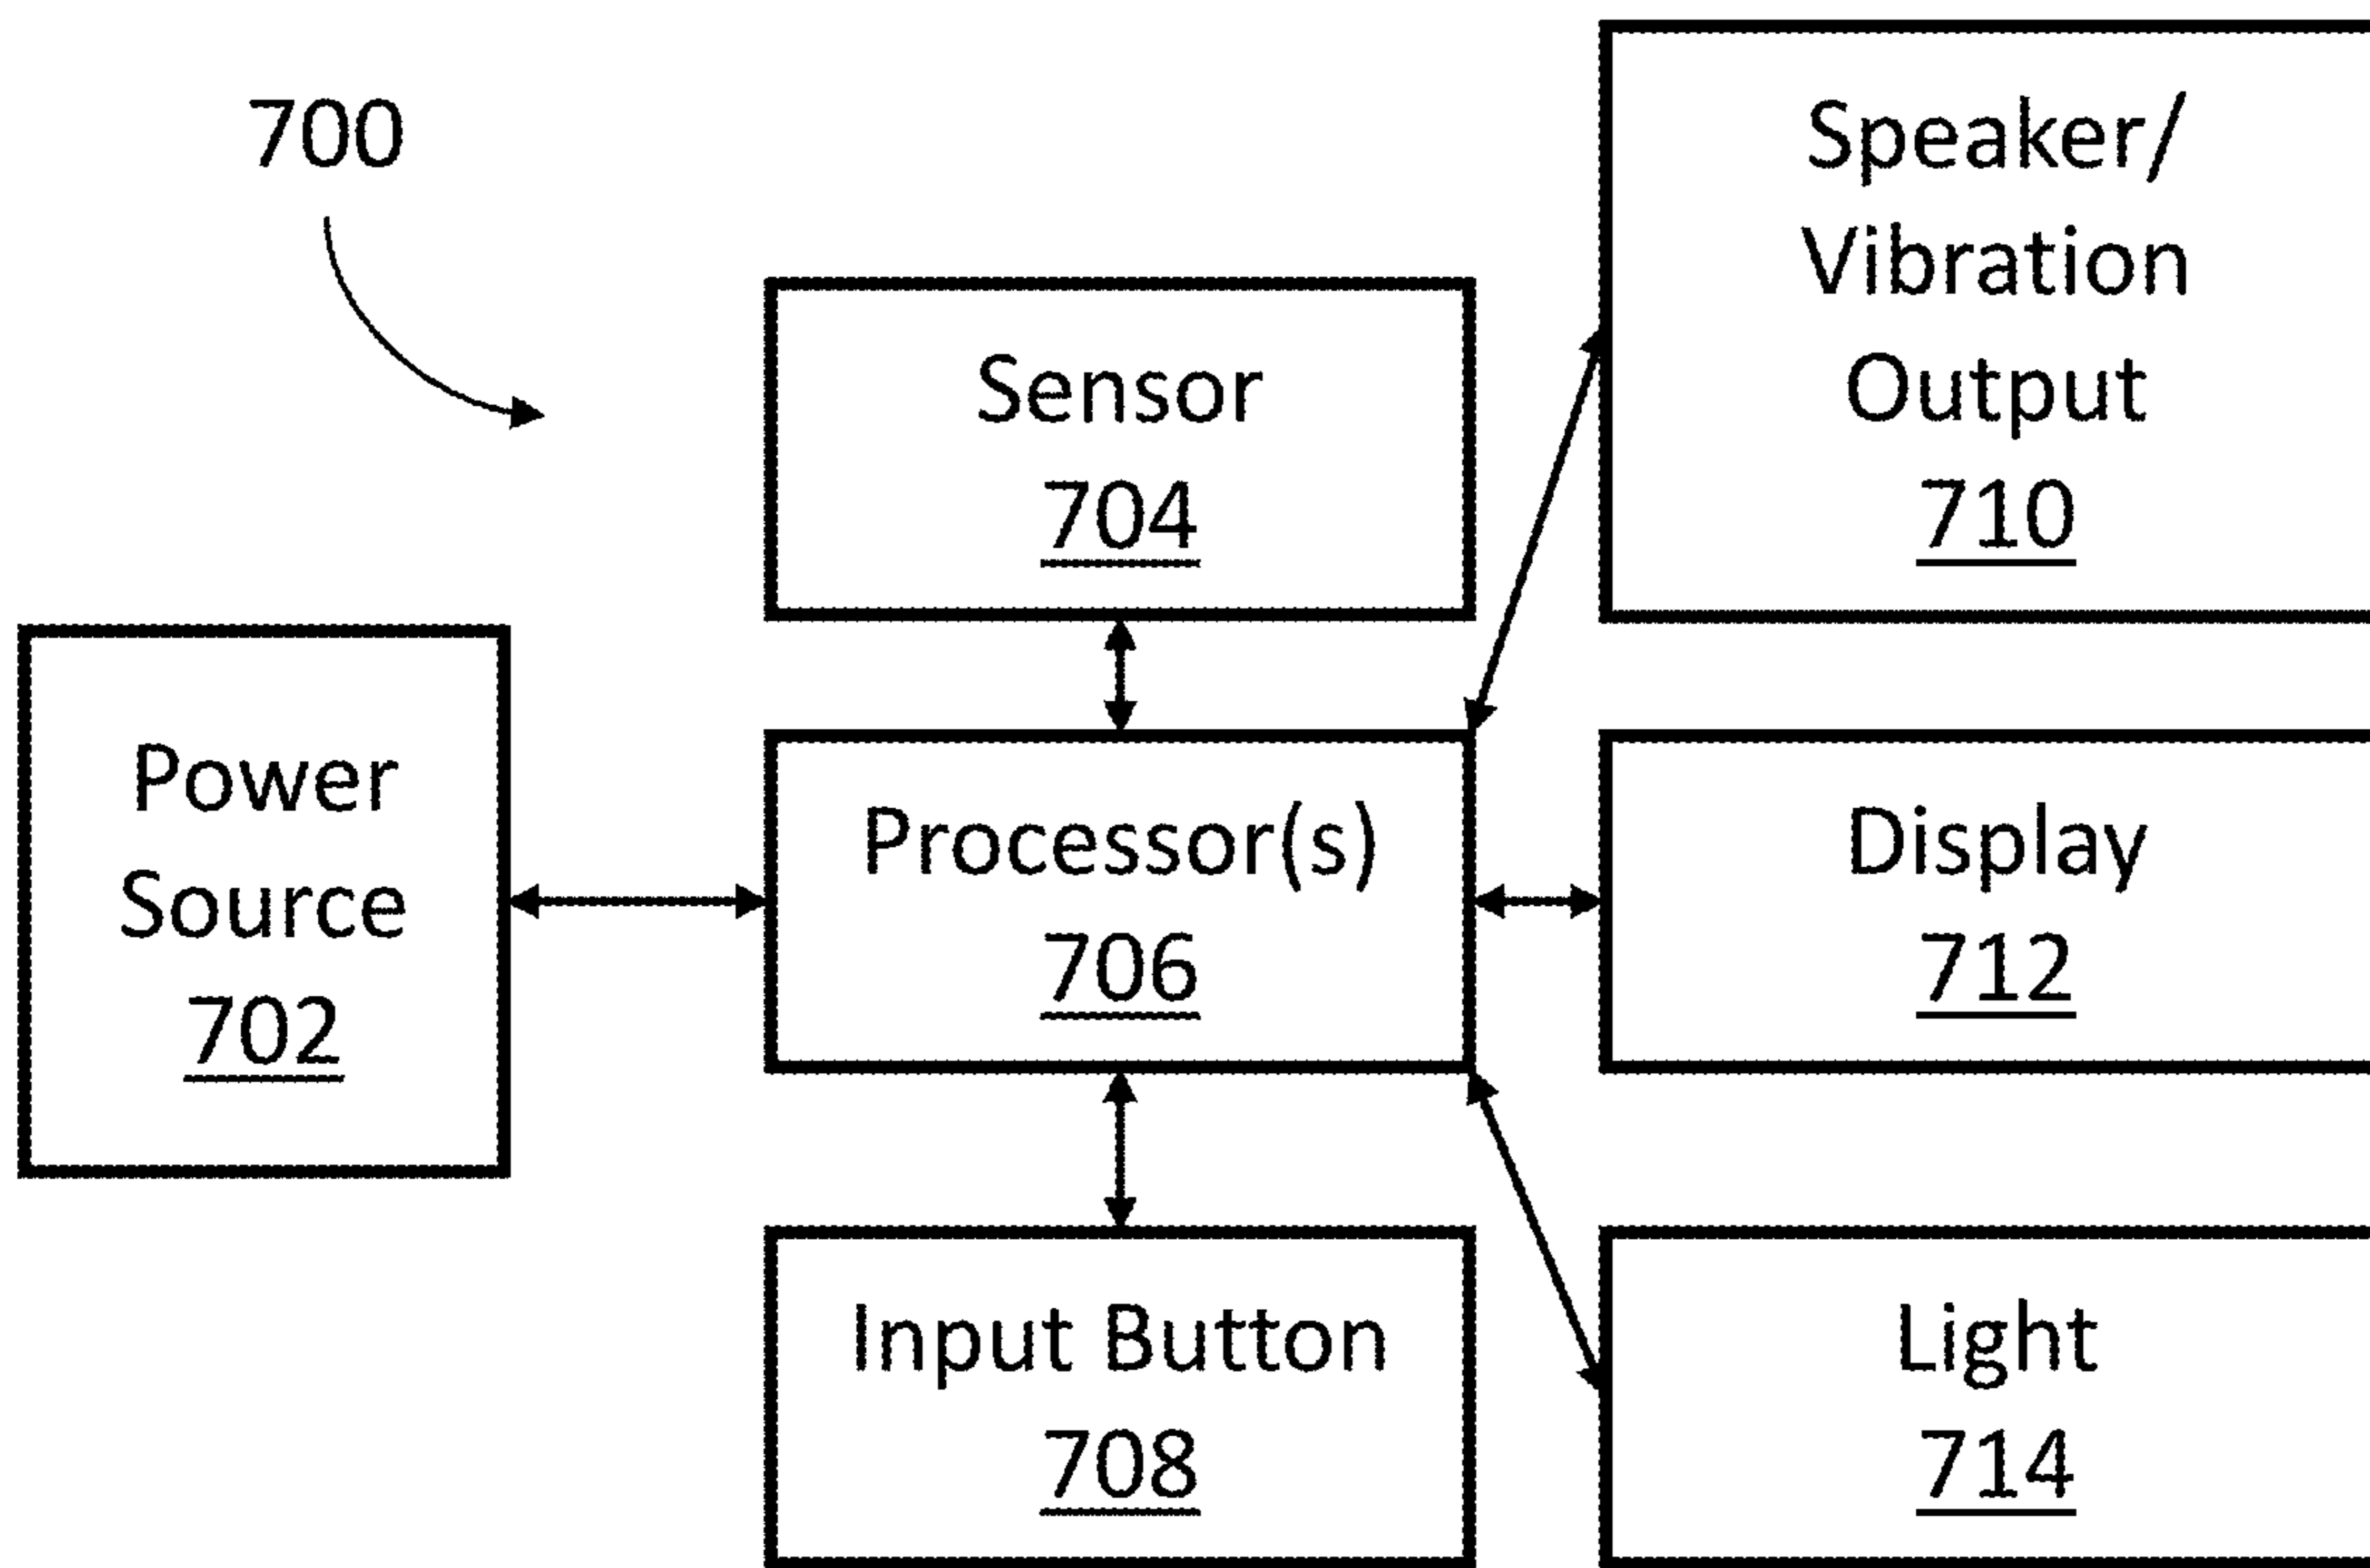 700
Sensor
704
Speaker/
Vibration
Output
710
Power
Source
702
Processor(s)
706
Display
712
Input Button
708
Light
714